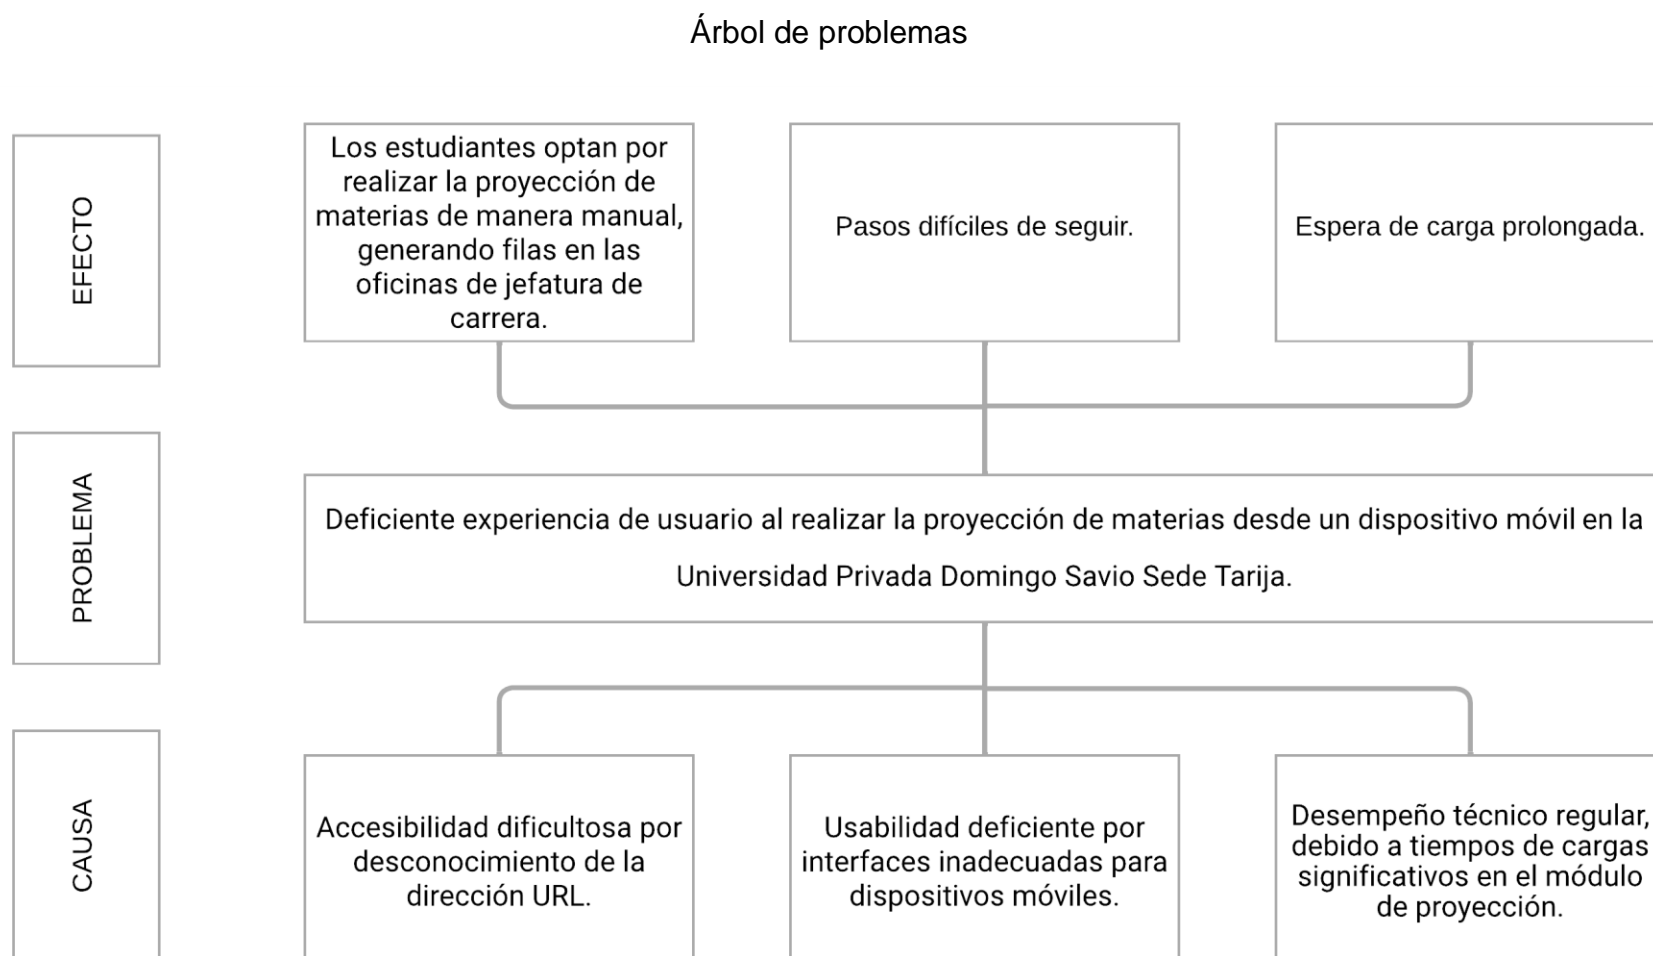 Árbol de problemas
EFECTO
Los estudiantes optan por
realizar la proyección de
materias de manera manual,
generando filas en las
oficinas de jefatura de
carrera.
Pasos difíciles de seguir.
Espera de carga prolongada.
PROBLEMA
Deficiente experiencia de usuario al realizar la proyección de materias desde un dispositivo móvil en la
Universidad Privada Domingo Savio Sede Tarija.
CAUSA
Accesibilidad dificultosa por
desconocimiento de la
dirección URL.
Usabilidad deficiente por
interfaces inadecuadas para
dispositivos móviles.
Desempeño técnico regular,
debido a tiempos de cargas
significativos en el módulo
de proyección.